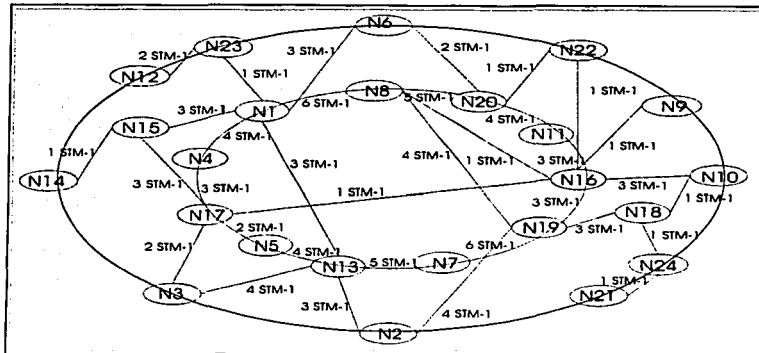 N6
N23
N22
2 STM-1
3 STM-1
2 STM-1
N12
1 STM-1
1 STM-1
N8
1 STM-1
N9
3 STM-1
N1
6 STM-1
5 STM-1
N20
N15
4 STM-1
4 STM-1
N11
1 STM-1
1 STM-1
N4
3 STM-1
4 STM-1
1 STM-1
3 STM-1
N14
N16
3 STM-1
N10
3 STM-1
3 STM-1
1 STM-1
3 STM-1
1 STM-1
N17
N18
2 STM-1
N19
3 STM-1
2 STM-1
N5
4 STM-1
6 STM-1
1 STM-1
N13
5 STM-1
N7
N24
1 STM-1
N3
4 STM-1
N21
3 STM-1
4 STM-1
N2